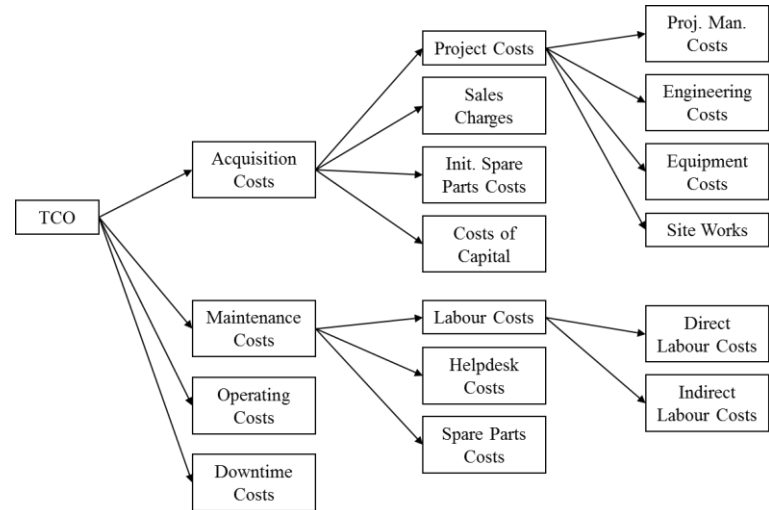 TCO
Acquisition
Costs
Maintenance
Costs
Operating
Costs
Downtime
Costs
Project Costs
Sales
Charges
Init. Spare
Parts Costs
Costs of
Capital
Labour Costs
Helpdesk
Costs
Spare Parts
Costs
Proj. Man.
Costs
Engineering
Costs
Equipment
Costs
Site Works
Direct
Labour Costs
Indirect
Labour Costs